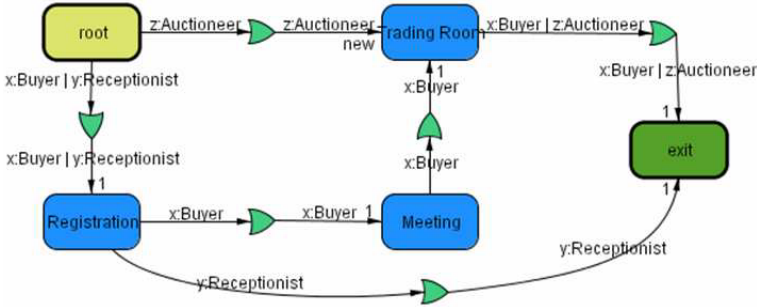 root
z:Auctioneer
z:Auctioneer
new
Trading Room
x:Buyer | z:Auctioneer
x:Buyer | y:Receptionist
1
x:Buyer
x:Buyer | z:Auctioneer
1
exit
x:Buyer | y:Receptionist
1
x:Buyer
1
Registration
x:Buyer
x:Buyer
1
Meeting
y:Receptionist
y:Receptionist